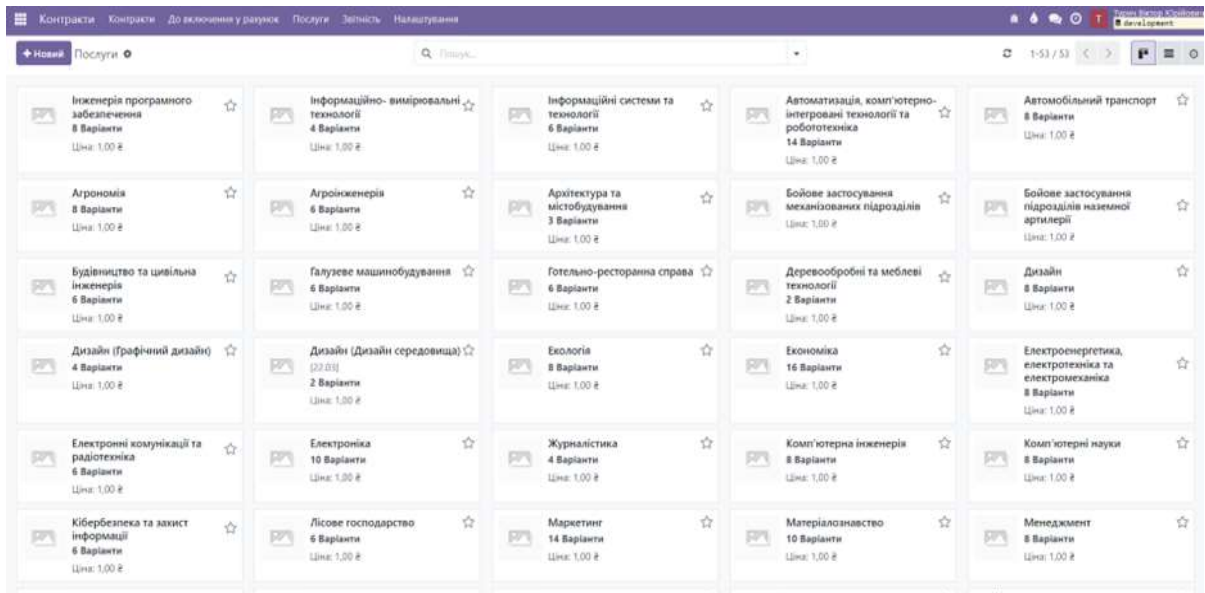 Контракти Контракти До включення у рахунок Послуги Звітність Налаштування
T
development
Новий Послуги Пошук... 1-53 / 53
Інженерія програмного
забезпечення
8 Варіанти
Ціна: 1,00 ₴
Інформаційно- вимірювальні
технології
4 Варіанти
Ціна: 1,00 ₴
Інформаційні системи та
технології
6 Варіанти
Ціна: 1,00 ₴
Автоматизація, комп'ютерно-
інтегровані технології та
робототехніка
14 Варіанти
Ціна: 1,00 ₴
Автомобільний транспорт
8 Варіанти
Ціна: 1,00 ₴
Агрономія
8 Варіанти
Ціна: 1,00 ₴
Агроінженерія
6 Варіанти
Ціна: 1,00 ₴
Архітектура та
містобудування
3 Варіанти
Ціна: 1,00 ₴
Бойове застосування
механізованих підрозділів
Ціна: 1,00 ₴
Бойове застосування
підрозділів наземної
артилерії
Ціна: 1,00 ₴
Будівництво та цивільна
інженерія
6 Варіанти
Ціна: 1,00 ₴
Галузеве машинобудування
6 Варіанти
Ціна: 1,00 ₴
Готельно-ресторанна справа
6 Варіанти
Ціна: 1,00 ₴
Деревообробні та меблеві
технології
2 Варіанти
Ціна: 1,00 ₴
Дизайн
8 Варіанти
Ціна: 1,00 ₴
Дизайн (Графічний дизайн)
4 Варіанти
Ціна: 1,00 ₴
Дизайн (Дизайн середовища)
[22.03]
2 Варіанти
Ціна: 1,00 ₴
Екологія
8 Варіанти
Ціна: 1,00 ₴
Економіка
16 Варіанти
Ціна: 1,00 ₴
Електроенергетика,
електротехніка та
електромеханіка
8 Варіанти
Ціна: 1,00 ₴
Електронні комунікації та
радіотехніка
6 Варіанти
Ціна: 1,00 ₴
Електроніка
10 Варіанти
Ціна: 1,00 ₴
Журналістика
4 Варіанти
Ціна: 1,00 ₴
Комп'ютерна інженерія
8 Варіанти
Ціна: 1,00 ₴
Комп'ютерні науки
8 Варіанти
Ціна: 1,00 ₴
Кібербезпека та захист
інформації
6 Варіанти
Ціна: 1,00 ₴
Лісове господарство
6 Варіанти
Ціна: 1,00 ₴
Маркетинг
14 Варіанти
Ціна: 1,00 ₴
Матеріалознавство
10 Варіанти
Ціна: 1,00 ₴
Менеджмент
8 Варіанти
Ціна: 1,00 ₴